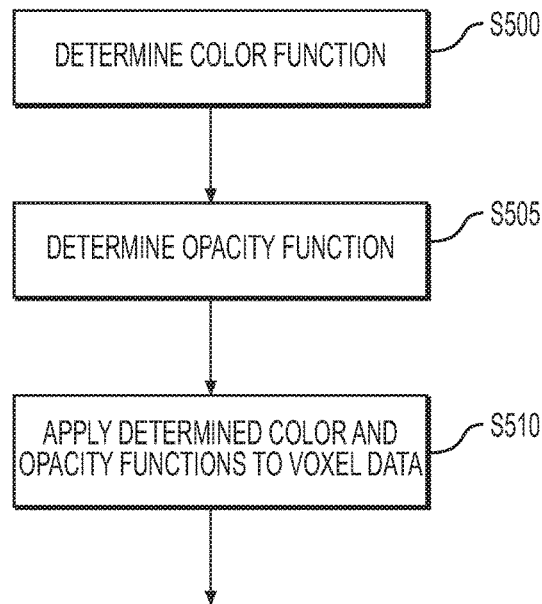 DETERMINE COLOR FUNCTION
S500
DETERMINE OPACITY FUNCTION
S505
APPLY DETERMINED COLOR AND
OPACITY FUNCTIONS TO VOXEL DATA
S510